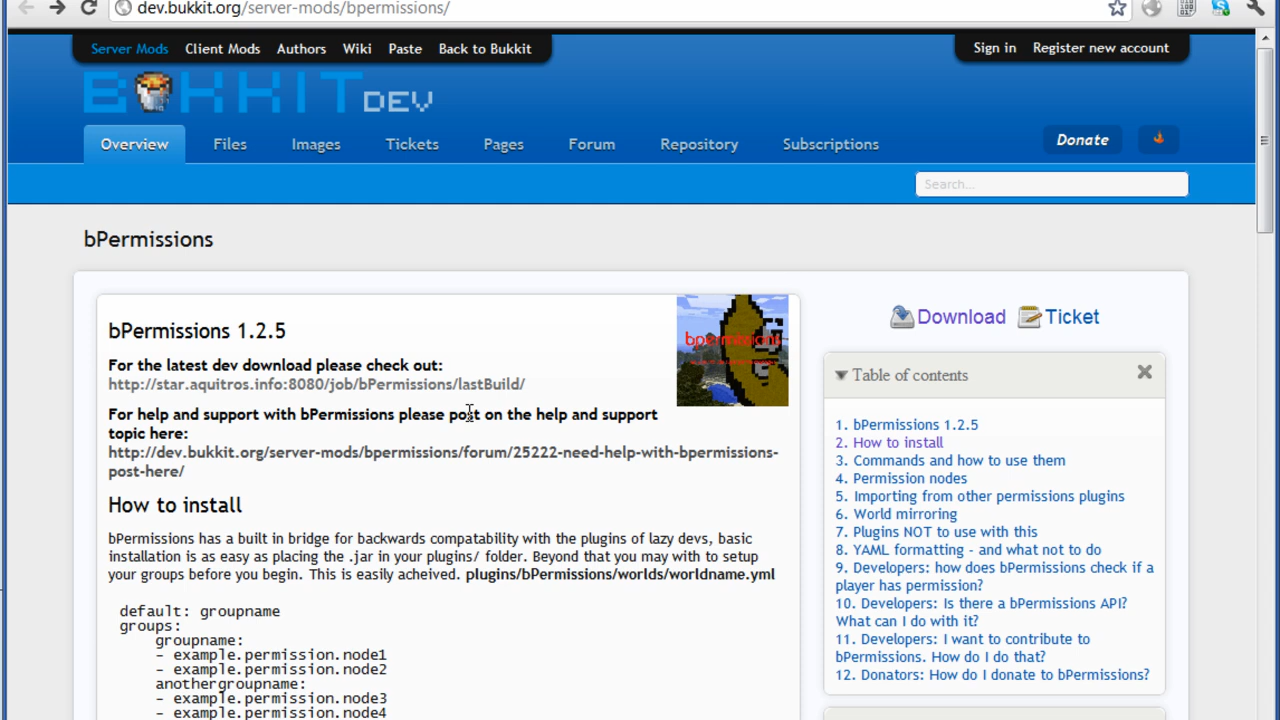 dev.bukkit.org/server-mods/bpermissions/
Server Mods Client Mods Authors Wiki Paste Back to Bukkit
Sign in Register new account
BUKKIT DEV
Overview Files Images Tickets Pages Forum Repository Subscriptions
Donate
Search...
bPermissions
bPermissions 1.2.5
For the latest dev download please check out:
http://star.aquitros.info:8080/job/bPermissions/lastBuild/
For help and support with bPermissions please post on the help and support
topic here:
http://dev.bukkit.org/server-mods/bpermissions/forum/25222-need-help-with-bpermissions-
post-here/
How to install
bPermissions has a built in bridge for backwards compatability with the plugins of lazy devs, basic
installation is as easy as placing the .jar in your plugins/ folder. Beyond that you may with to setup
your groups before you begin. This is easily acheived. plugins/bPermissions/worlds/worldname.yml
default: groupname
groups:
groupname:
- example.permission.node1
- example.permission.node2
anothergroupname:
- example.permission.node3
- example.permission.node4
bpermissions
Download Ticket
Table of contents
1. bPermissions 1.2.5
2. How to install
3. Commands and how to use them
4. Permission nodes
5. Importing from other permissions plugins
6. World mirroring
7. Plugins NOT to use with this
8. YAML formatting - and what not to do
9. Developers: how does bPermissions check if a
player has permission?
10. Developers: Is there a bPermissions API?
What can I do with it?
11. Developers: I want to contribute to
bPermissions. How do I do that?
12. Donators: How do I donate to bPermissions?